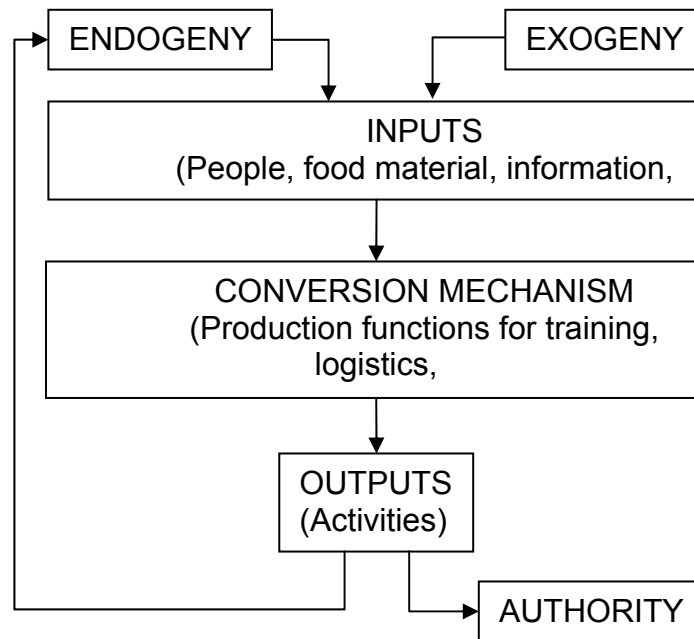 ENDOGENY
EXOGENY
INPUTS
(People, food material, information,
CONVERSION MECHANISM
(Production functions for training,
logistics,
OUTPUTS
(Activities)
AUTHORITY